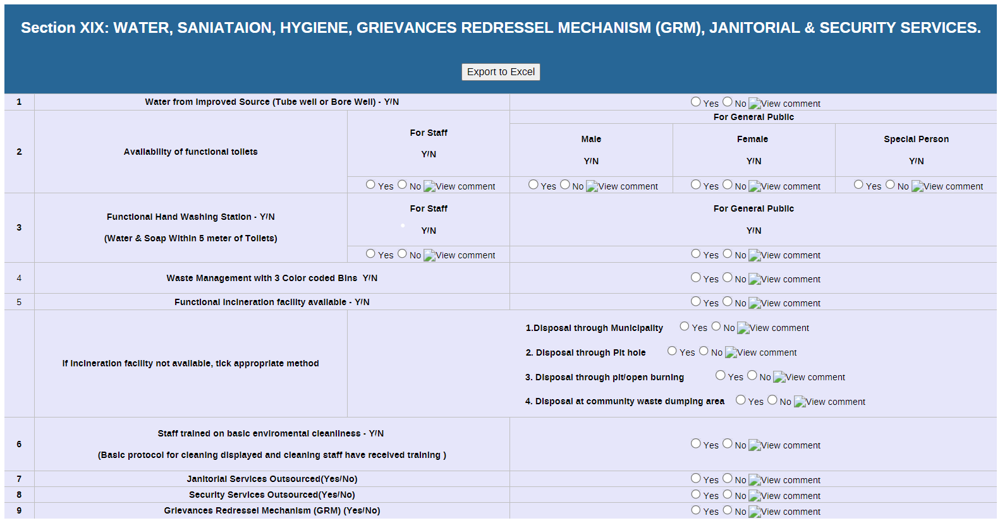 Section XIX: WATER, SANIATAION, HYGIENE, GRIEVANCES REDRESSEL MECHANISM (GRM), JANITORIAL & SECURITY SERVICES.
Export to Excel
1 Water from Improved Source (Tube well or Bore Well) - Y/N Yes No View comment
2 Availability of functional toilets
For Staff
Y/N
For General Public
Male
Y/N
Female
Y/N
Special Person
Y/N
Yes No View comment Yes No View comment Yes No View comment Yes No View comment
3 Functional Hand Washing Station - Y/N
(Water & Soap Within 5 meter of Toilets)
For Staff
Y/N
For General Public
Y/N
Yes No View comment Yes No View comment
4 Waste Management with 3 Color coded Bins Y/N Yes No View comment
5 Functional Incineration facility available - Y/N Yes No View comment
If Incineration facility not available, tick appropriate method
1.Disposal through Municipality Yes No View comment
2. Disposal through Pit hole Yes No View comment
3. Disposal through pit/open burning Yes No View comment
4. Disposal at community waste dumping area Yes No View comment
6 Staff trained on basic enviromental cleanliness - Y/N
(Basic protocol for cleaning displayed and cleaning staff have received training ) Yes No View comment
7 Janitorial Services Outsourced(Yes/No) Yes No View comment
8 Security Services Outsourced(Yes/No) Yes No View comment
9 Grievances Redressel Mechanism (GRM) (Yes/No) Yes No View comment